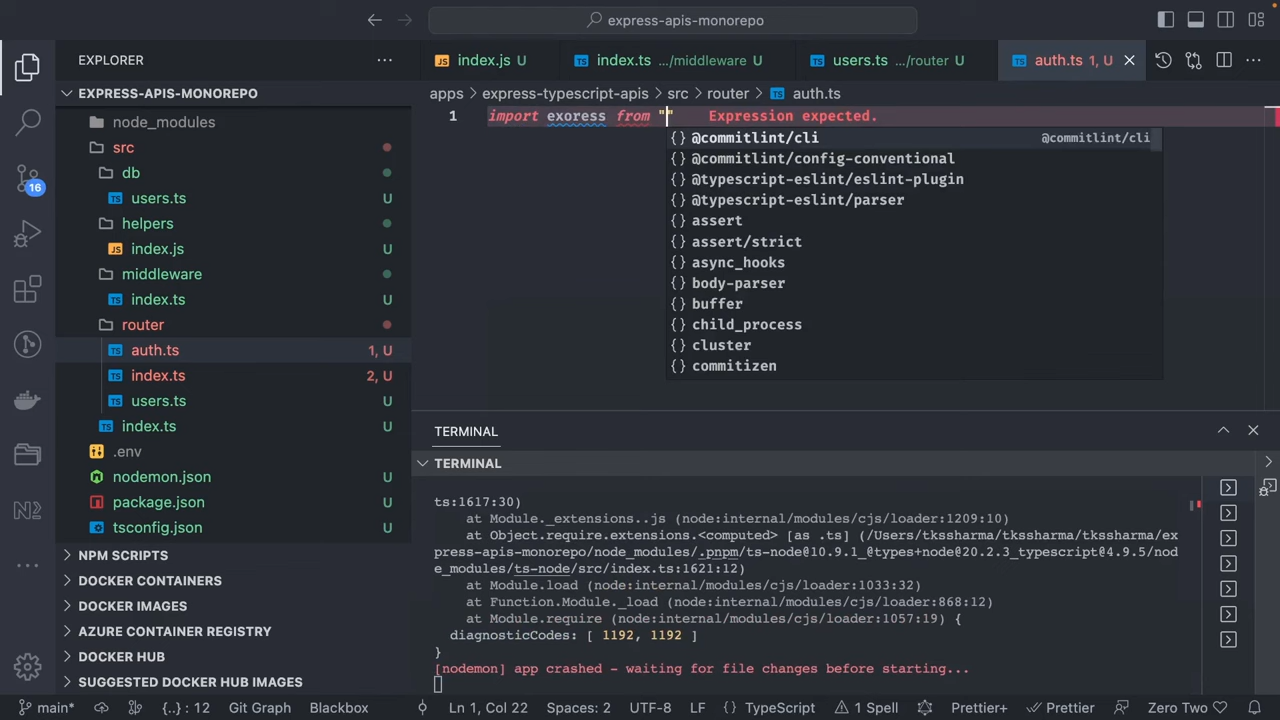 express-apis-monorepo
EXPLORER
EXPRESS-APIS-MONOREPO
node_modules
src
db
users.ts U
helpers
index.js U
middleware
index.ts U
router
auth.ts 1, U
index.ts 2, U
users.ts U
index.ts U
.env
nodemon.json U
package.json U
tsconfig.json U
NPM SCRIPTS
DOCKER CONTAINERS
DOCKER IMAGES
AZURE CONTAINER REGISTRY
DOCKER HUB
SUGGESTED DOCKER HUB IMAGES
16
index.js U
index.ts .../middleware U
users.ts .../router U
auth.ts 1, U
apps > express-typescript-apis > src > router > auth.ts
1 import exoress from "" Expression expected.
{} @commitlint/cli @commitlint/cli
{} @commitlint/config-conventional
{} @typescript-eslint/eslint-plugin
{} @typescript-eslint/parser
{} assert
{} assert/strict
{} async_hooks
{} body-parser
{} buffer
{} child_process
{} cluster
{} commitizen
TERMINAL
TERMINAL
ts:1617:30)
at Module._extensions..js (node:internal/modules/cjs/loader:1209:10)
at Object.require.extensions.<computed> [as .ts] (/Users/tkssharma/tkssharma/tkssharma/ex
press-apis-monorepo/node_modules/.pnpm/ts-node@10.9.1_@types+node@20.2.3_typescript@4.9.5/nod
e_modules/ts-node/src/index.ts:1621:12)
at Module.load (node:internal/modules/cjs/loader:1033:32)
at Function.Module._load (node:internal/modules/cjs/loader:868:12)
at Module.require (node:internal/modules/cjs/loader:1057:19) {
diagnosticCodes: [ 1192, 1192 ]
}
[nodemon] app crashed - waiting for file changes before starting...
main* {..} : 12 Git Graph Blackbox Ln 1, Col 22 Spaces: 2 UTF-8 LF {} TypeScript 1 Spell Prettier+ Prettier Zero Two